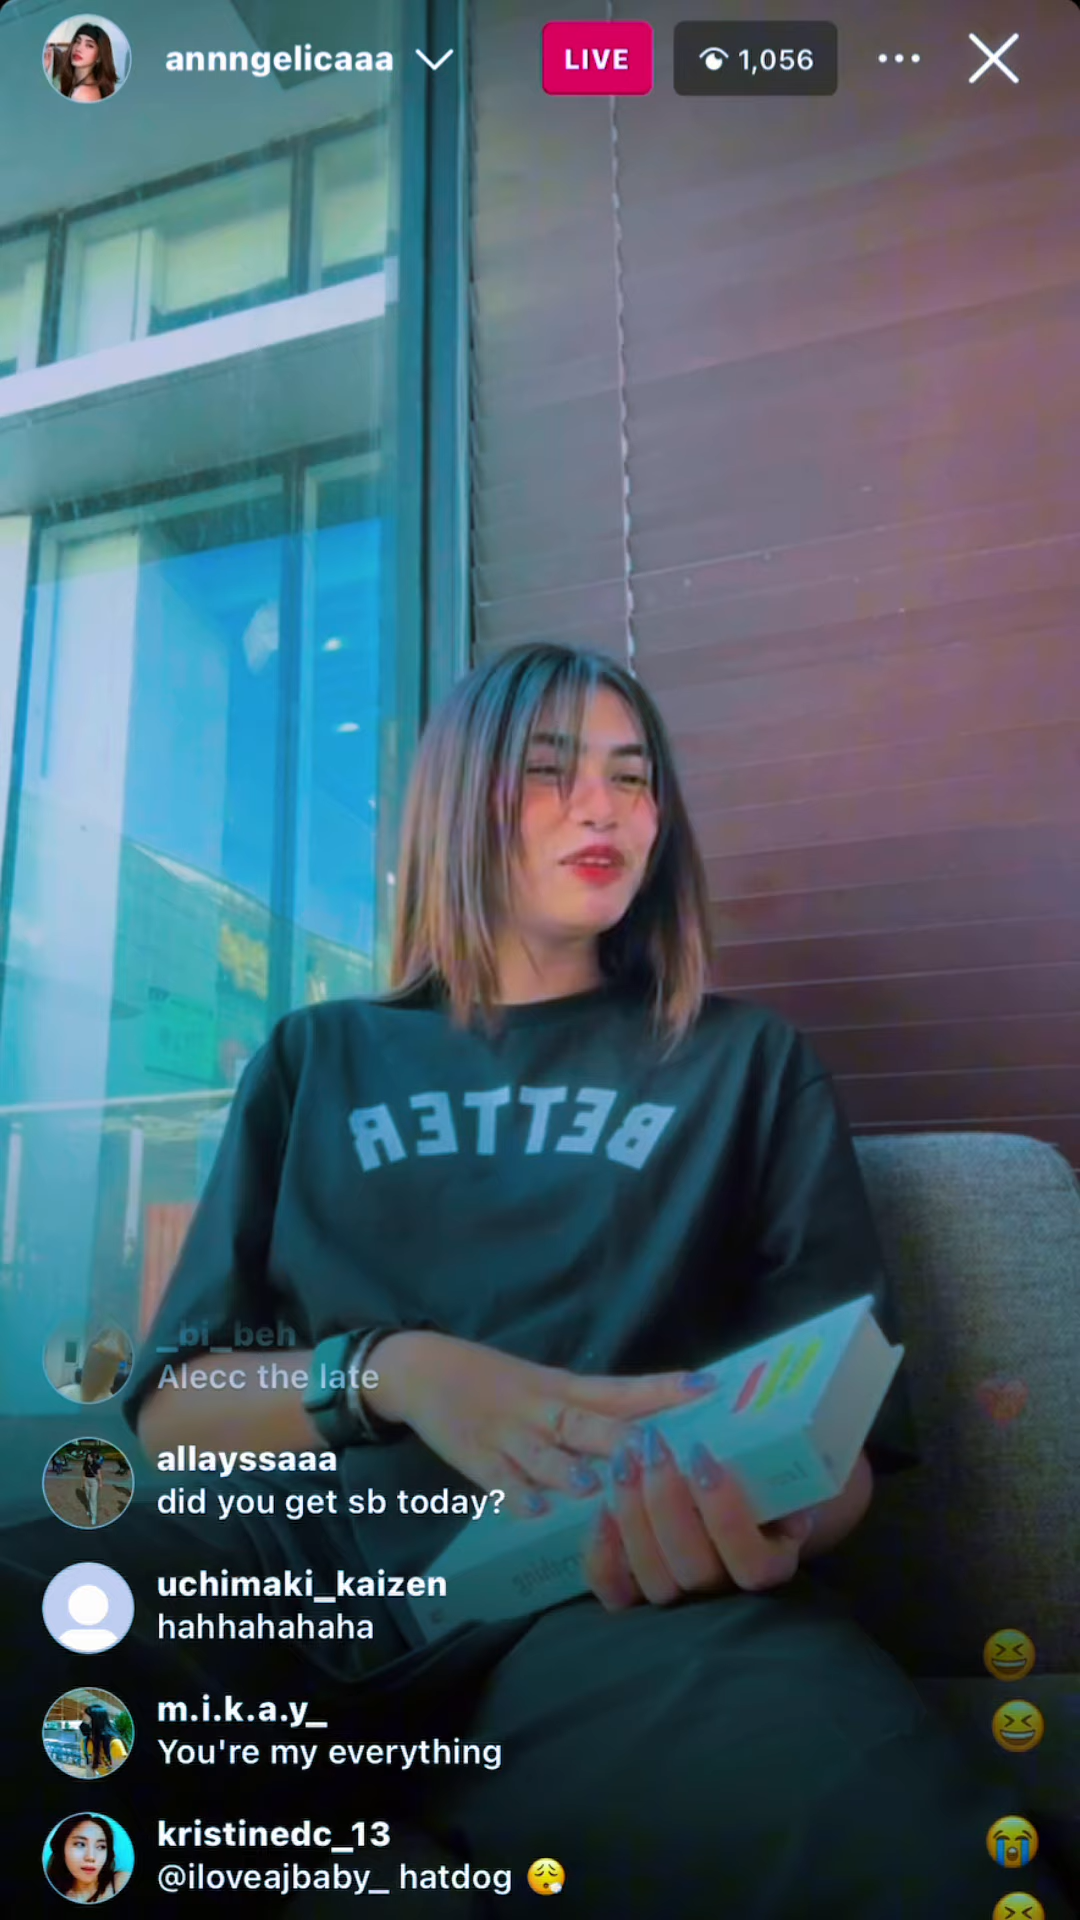 annngelicaaa
LIVE
1,056
BETTER
_bi_beh
Alecc the late
allayssaaa
did you get sb today?
uchimaki_kaizen
hahhahahaha
m.i.k.a.y_
You're my everything
kristinedc_13
@iloveajbaby_ hatdog 😮‍💨